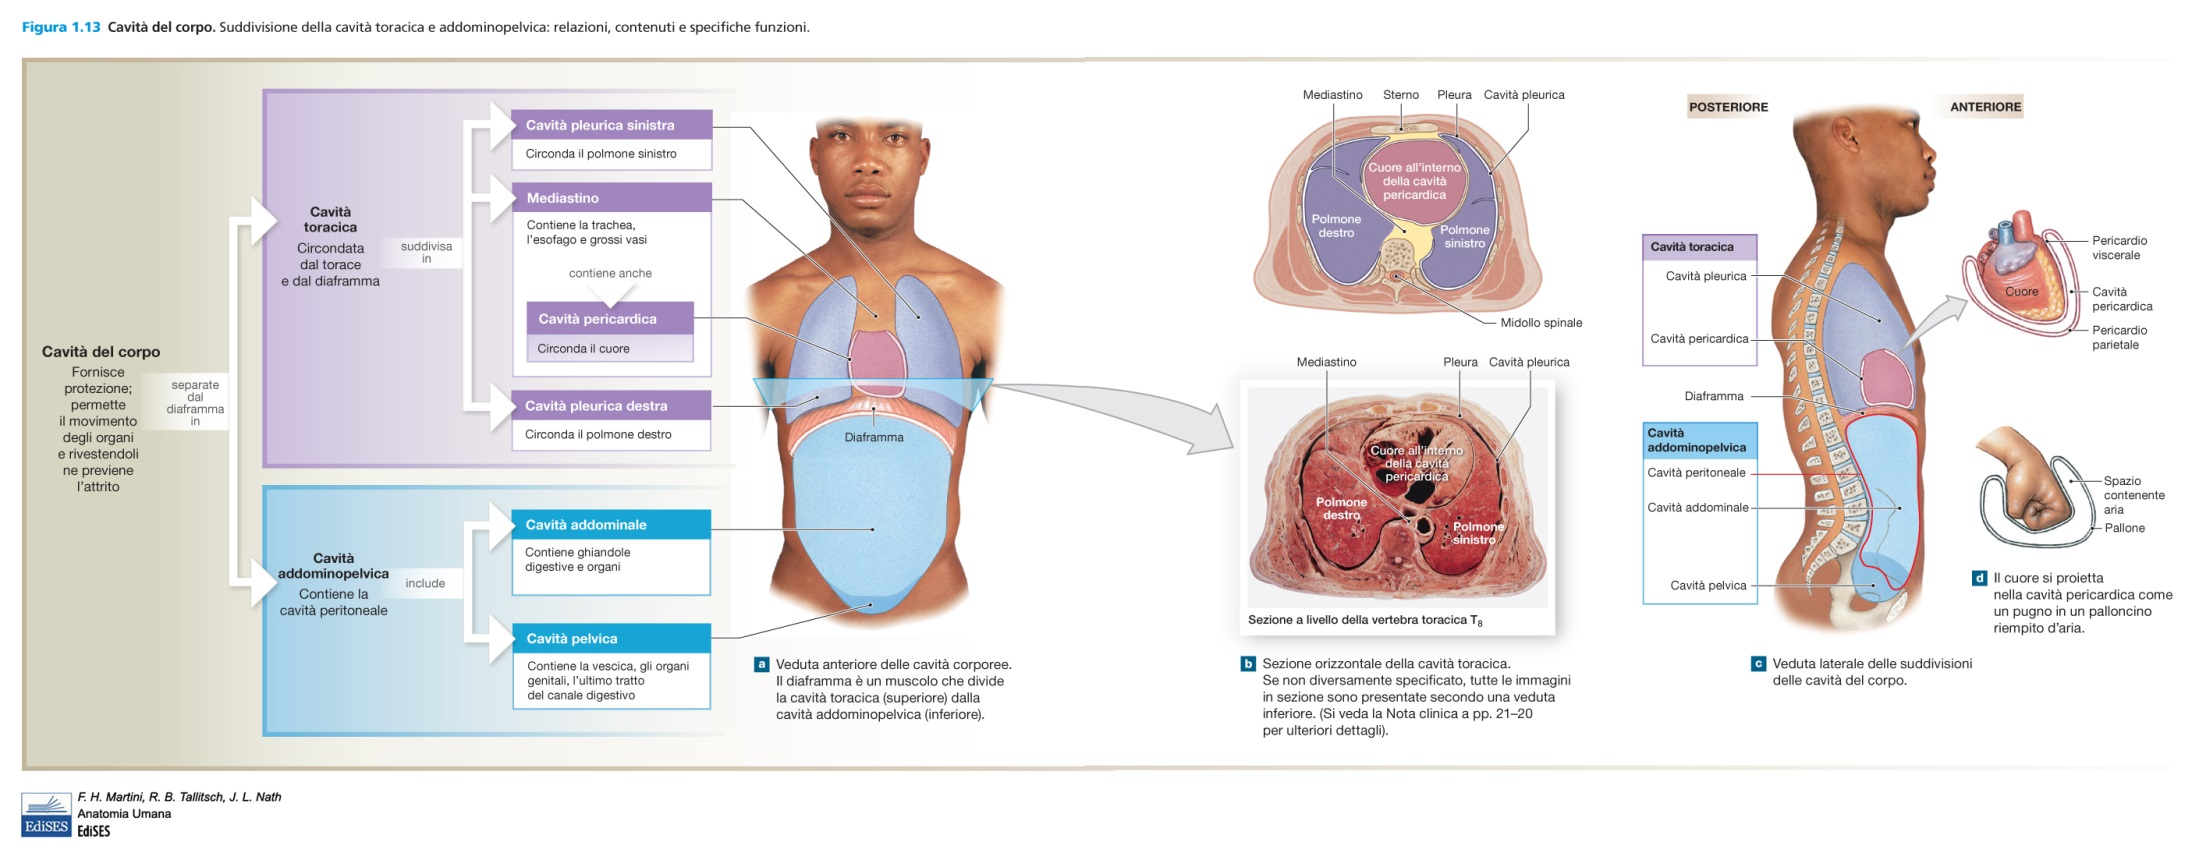 Figura 1.13 Cavità del corpo. Suddivisione della cavità toracica e addominopelvica: relazioni, contenuti e specifiche funzioni.
Cavità del corpo
Fornisce
protezione;
permette
il movimento
degli organi
e rivestendoli
ne previene
l'attrito
separate
dal
diaframma
in
Cavità
toracica
Circondata
dal torace
e dal diaframma
suddivisa
in
Cavità pleurica sinistra
Circonda il polmone sinistro
Mediastino
Contiene la trachea,
l'esofago e grossi vasi
contiene anche
Cavità pericardica
Circonda il cuore
Cavità pleurica destra
Circonda il polmone destro
Cavità
addominopelvica
Contiene la
cavità peritoneale
include
Cavità addominale
Contiene ghiandole
digestive e organi
Cavità pelvica
Contiene la vescica, gli organi
genitali, l'ultimo tratto
del canale digestivo
Diaframma
a Veduta anteriore delle cavità corporee.
Il diaframma è un muscolo che divide
la cavità toracica (superiore) dalla
cavità addominopelvica (inferiore).
Mediastino Sterno Pleura Cavità pleurica
Cuore all'interno
della cavità
pericardica
Polmone
destro
Polmone
sinistro
Midollo spinale
Mediastino Pleura Cavità pleurica
Cuore all'interno
della cavità
pericardica
Polmone
destro
Polmone
sinistro
Sezione a livello della vertebra toracica T8
b Sezione orizzontale della cavità toracica.
Se non diversamente specificato, tutte le immagini
in sezione sono presentate secondo una veduta
inferiore. (Si veda la Nota clinica a pp. 21–20
per ulteriori dettagli).
POSTERIORE ANTERIORE
Cavità toracica
Cavità pleurica
Cavità pericardica
Diaframma
Cavità
addominopelvica
Cavità peritoneale
Cavità addominale
Cavità pelvica
c Veduta laterale delle suddivisioni
delle cavità del corpo.
Pericardio
viscerale
Cuore
Cavità
pericardica
Pericardio
parietale
Spazio
contenente
aria
Pallone
d Il cuore si proietta
nella cavità pericardica come
un pugno in un palloncino
riempito d'aria.
EdiSES
F. H. Martini, R. B. Tallitsch, J. L. Nath
Anatomia Umana
EdiSES